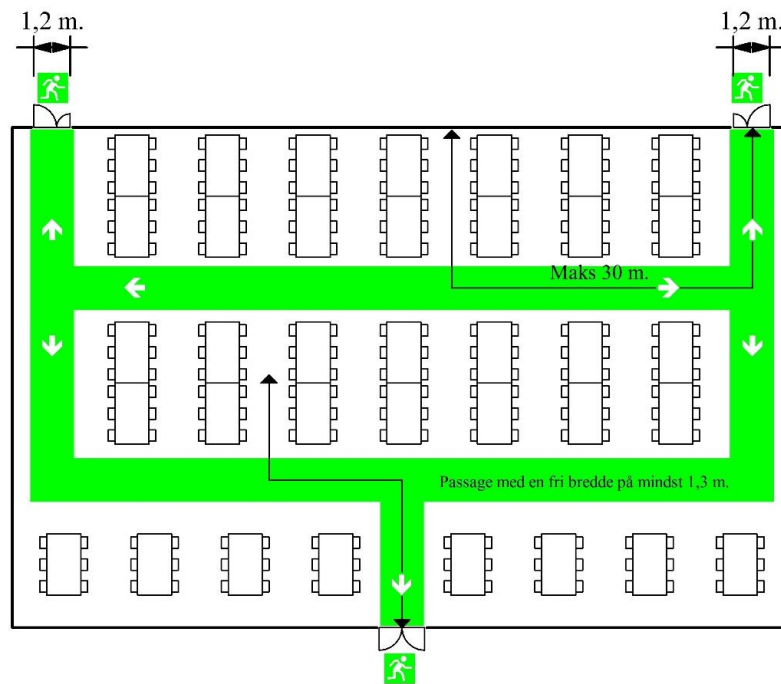 1,2 m.
1,2 m.
Maks 30 m.
Passage med en fri bredde på mindst 1,3 m.